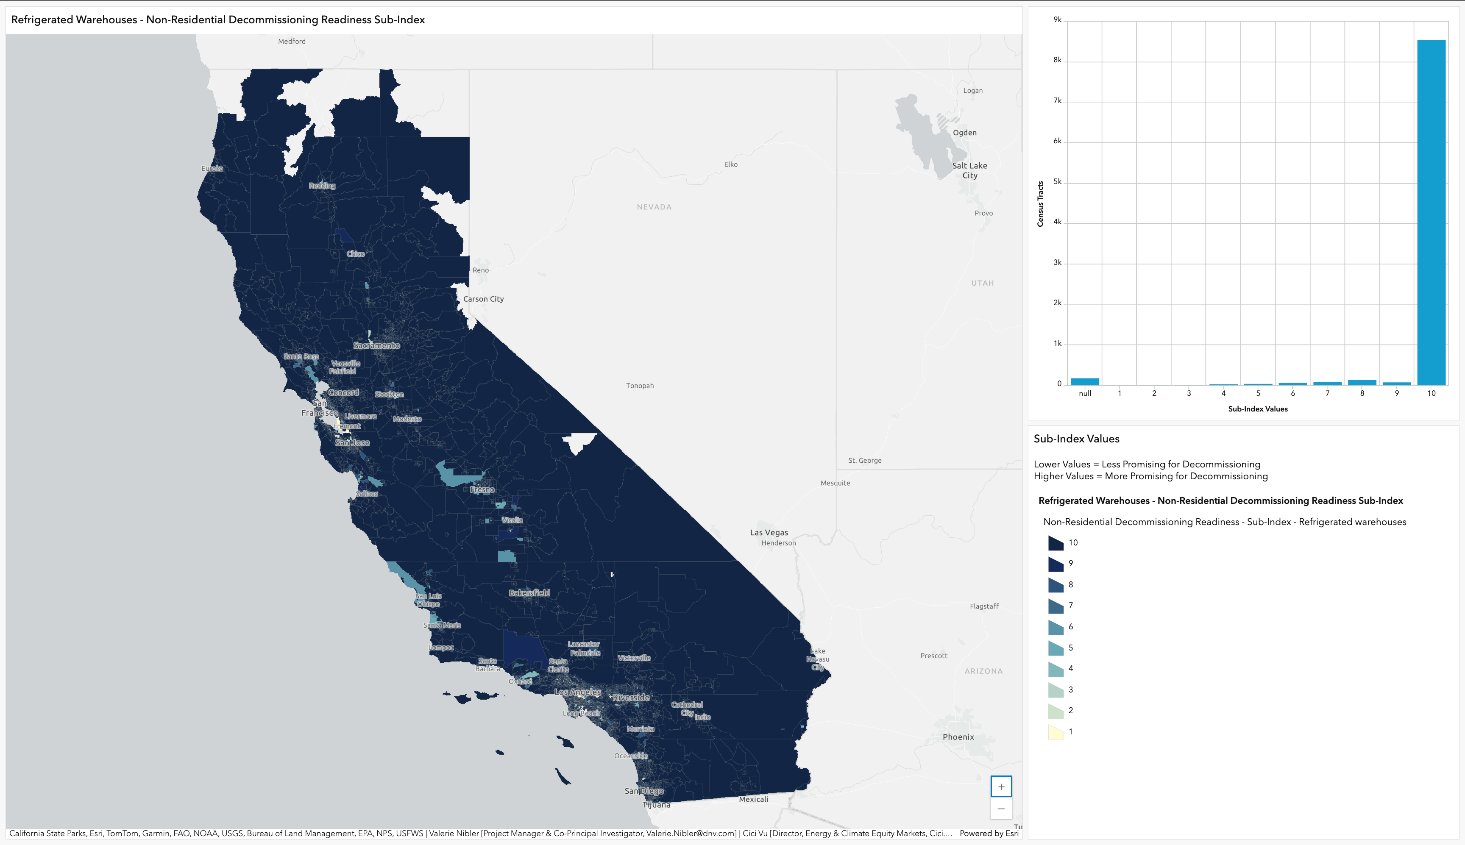 Refrigerated Warehouses - Non-Residential Decommissioning Readiness Sub-Index
Medford
Logan
Ogden
Salt Lake
City
Elko
Eureka
Redding
NEVADA
Provo
Chico
Reno
UTAH
Carson City
Sacramento
Santa Rosa
Vacaville
Fairfield
Tonopah
Concord
Stockton
San
Francisco
Livermore
Modesto
Fremont
San Jose
St. George
Mesquite
Fresno
Salinas
Visalia
Las Vegas
Henderson
Bakersfield
San Luis
Obispo
Flagstaff
Santa Maria
Lompoc
Lancaster
Palmdale
Victorville
Lake
Havasu
City
Prescott
Santa
Barbara
Santa
Clarita
ARIZONA
Oxnard
Los Angeles
Riverside
Cathedral
City
Indio
Long Beach
Murrieta
Phoenix
Oceanside
San Diego
Tijuana
Mexicali
+
−
Tu
California State Parks, Esri, TomTom, Garmin, FAO, NOAA, USGS, Bureau of Land Management, EPA, NPS, USFWS | Valerie Nibler [Project Manager & Co-Principal Investigator, Valerie.Nibler@dnv.com] | Cici Vu [Director, Energy & Climate Equity Markets, Cici.... Powered by Esri
9k
8k
7k
6k
5k
4k
3k
2k
1k
0
Census Tracts
null 1 2 3 4 5 6 7 8 9 10
Sub-Index Values
Sub-Index Values
Lower Values = Less Promising for Decommissioning
Higher Values = More Promising for Decommissioning
Refrigerated Warehouses - Non-Residential Decommissioning Readiness Sub-Index
Non-Residential Decommissioning Readiness - Sub-Index - Refrigerated warehouses
10
9
8
7
6
5
4
3
2
1